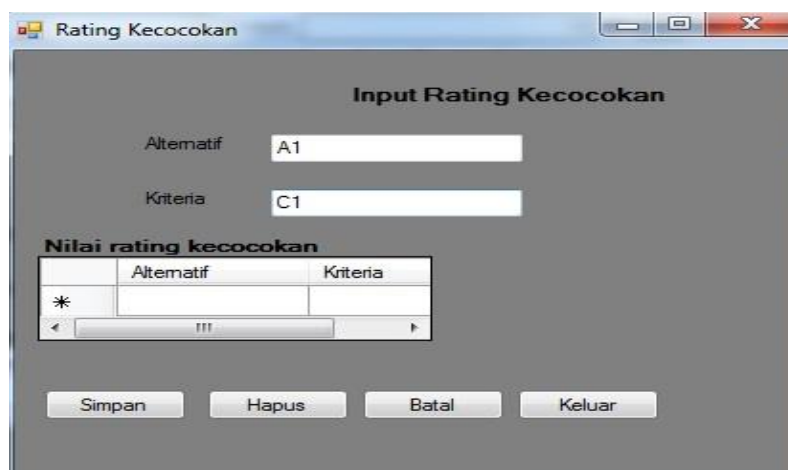 Rating Kecocokan
Input Rating Kecocokan
Alternatif A1
Kriteria C1
Nilai rating kecocokan
Alternatif Kriteria
Simpan Hapus Batal Keluar